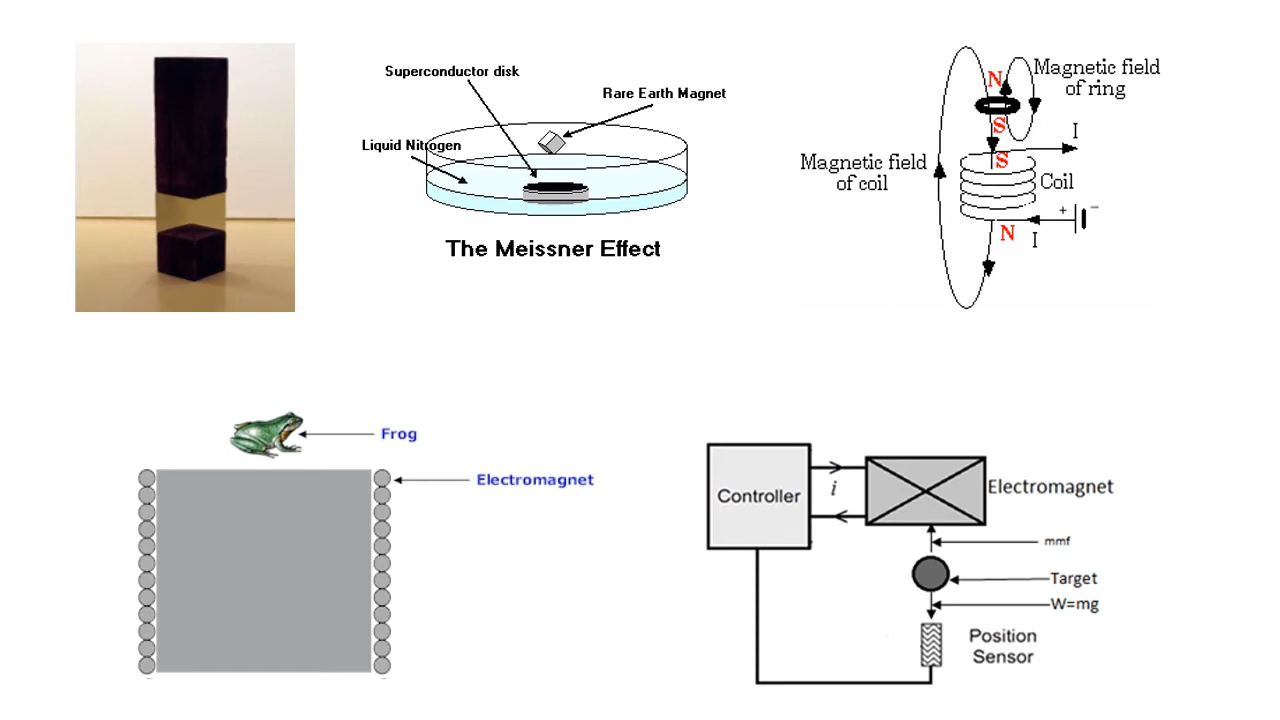 Superconductor disk
Rare Earth Magnet
Liquid Nitrogen
The Meissner Effect
N
Magnetic field
of ring
S
I
S
Magnetic field
of coil
Coil
+ −
N
I
Frog
Electromagnet
Controller
i
Electromagnet
mmf
Target
W=mg
Position
Sensor